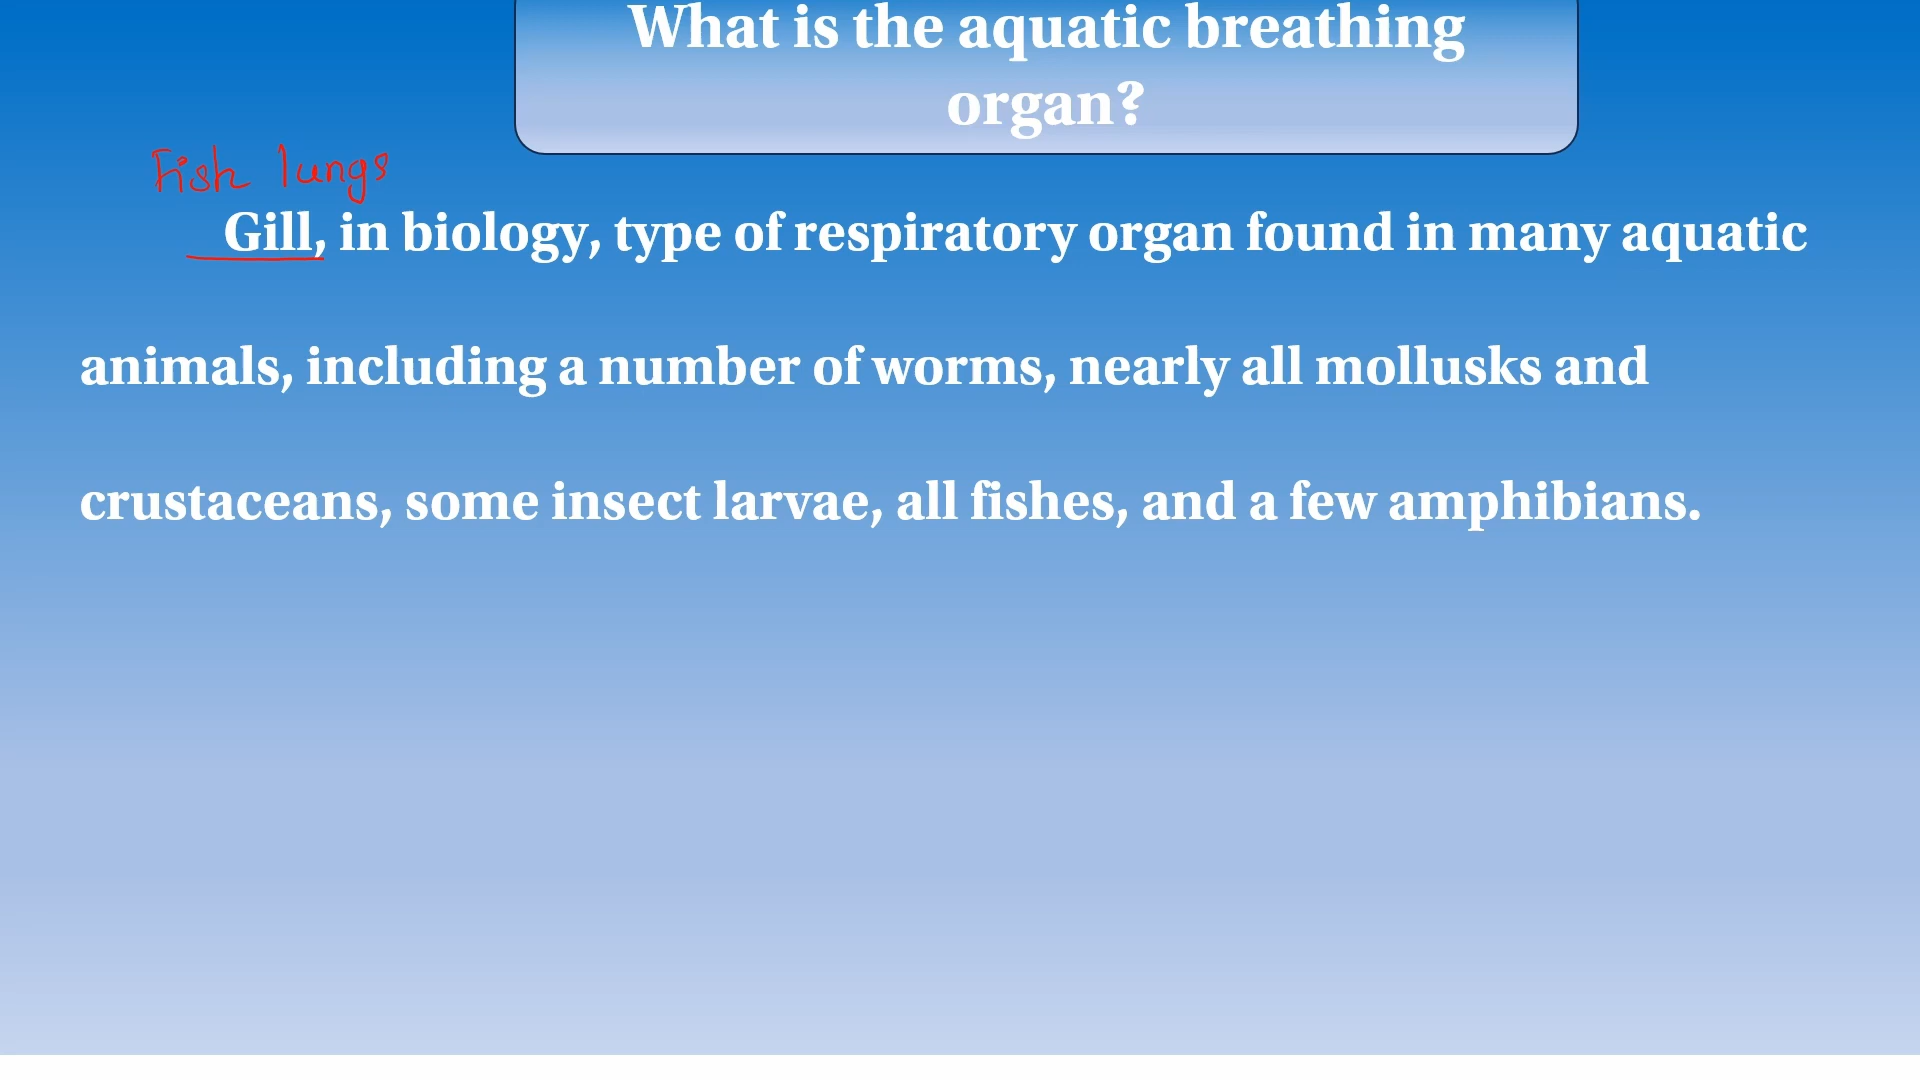 What is the aquatic breathing
organ?
Fish lungs
Gill, in biology, type of respiratory organ found in many aquatic
animals, including a number of worms, nearly all mollusks and
crustaceans, some insect larvae, all fishes, and a few amphibians.